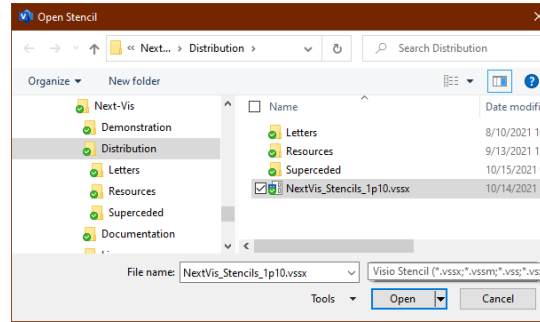 Open Stencil
« Next... › Distribution ›
Search Distribution
Organize
New folder
Next-Vis
Demonstration
Distribution
Letters
Resources
Superceded
Documentation
Name
Date modifi
Letters
8/10/2021 1
Resources
9/13/2021 1
Superceded
10/15/2021
NextVis_Stencils_1p10.vssx
10/14/2021
File name:
NextVis_Stencils_1p10.vssx
Visio Stencil (*.vssx;*.vssm;*.vss;*.vs
Tools
Open
Cancel